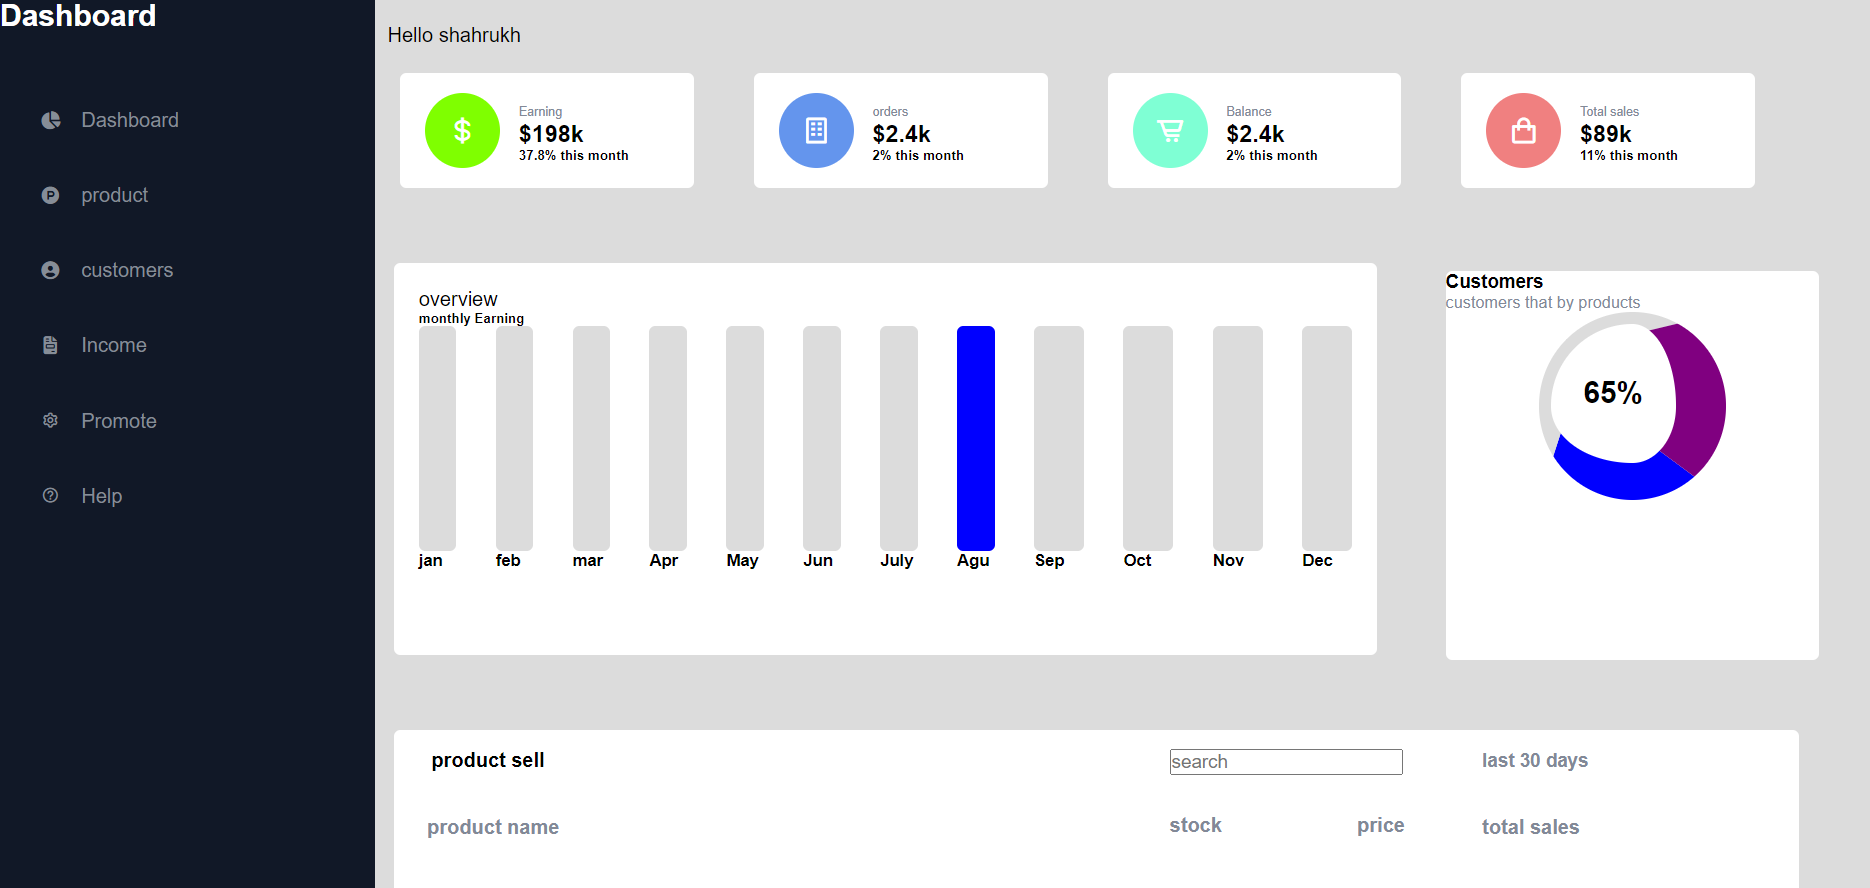 Dashboard
Dashboard
product
customers
Income
Promote
Help
Hello shahrukh
Earning
$198k
37.8% this month
orders
$2.4k
2% this month
Balance
$2.4k
2% this month
Total sales
$89k
11% this month
overview
monthly Earning
jan feb mar Apr May Jun July Agu Sep Oct Nov Dec
Customers
customers that by products
65%
product sell search last 30 days
product name stock price total sales